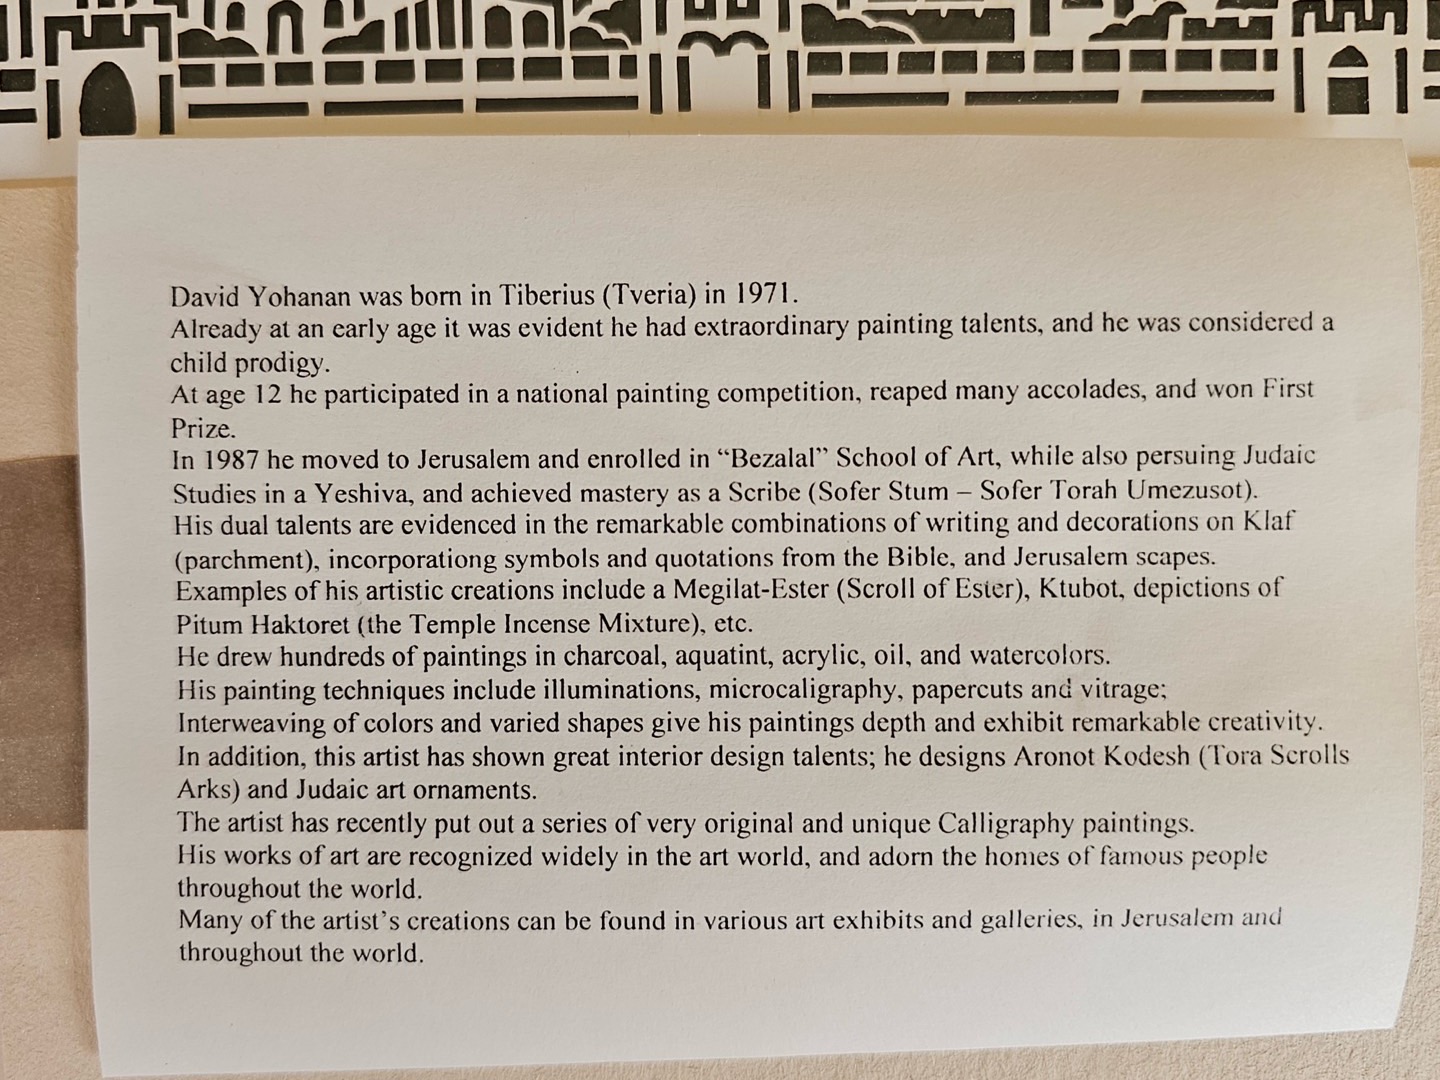 David Yohanan was born in Tiberius (Tveria) in 1971.
Already at an early age it was evident he had extraordinary painting talents, and he was considered a
child prodigy.
At age 12 he participated in a national painting competition, reaped many accolades, and won First
Prize.
In 1987 he moved to Jerusalem and enrolled in “Bezalal” School of Art, while also persuing Judaic
Studies in a Yeshiva, and achieved mastery as a Scribe (Sofer Stum – Sofer Torah Umezusot).
His dual talents are evidenced in the remarkable combinations of writing and decorations on Klaf
(parchment), incorporationg symbols and quotations from the Bible, and Jerusalem scapes.
Examples of his artistic creations include a Megilat-Ester (Scroll of Ester), Ktubot, depictions of
Pitum Haktoret (the Temple Incense Mixture), etc.
He drew hundreds of paintings in charcoal, aquatint, acrylic, oil, and watercolors.
His painting techniques include illuminations, microcaligraphy, papercuts and vitrage;
Interweaving of colors and varied shapes give his paintings depth and exhibit remarkable creativity.
In addition, this artist has shown great interior design talents; he designs Aronot Kodesh (Tora Scrolls
Arks) and Judaic art ornaments.
The artist has recently put out a series of very original and unique Calligraphy paintings.
His works of art are recognized widely in the art world, and adorn the homes of famous people
throughout the world.
Many of the artist’s creations can be found in various art exhibits and galleries, in Jerusalem and
throughout the world.